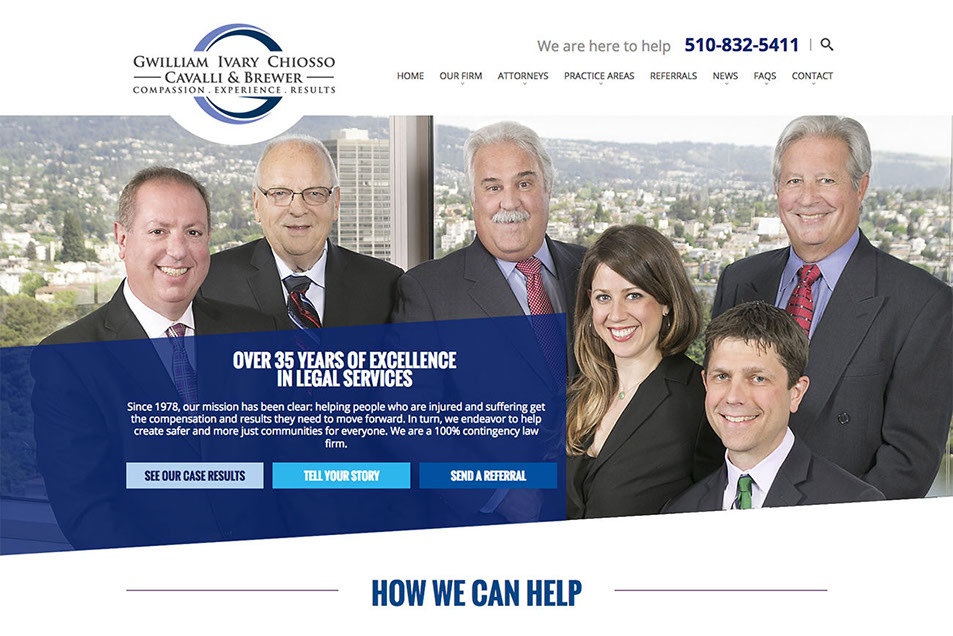 GWILLIAM IVARY CHIOSSO
CAVALLI & BREWER
COMPASSION . EXPERIENCE . RESULTS
We are here to help 510-832-5411
HOME OUR FIRM ATTORNEYS PRACTICE AREAS REFERRALS NEWS FAQS CONTACT
OVER 35 YEARS OF EXCELLENCE
IN LEGAL SERVICES
Since 1978, our mission has been clear: helping people who are injured and suffering get
the compensation and results they need to move forward. In turn, we endeavor to help
create safer and more just communities for everyone. We are a 100% contingency law
firm.
SEE OUR CASE RESULTS TELL YOUR STORY SEND A REFERRAL
HOW WE CAN HELP